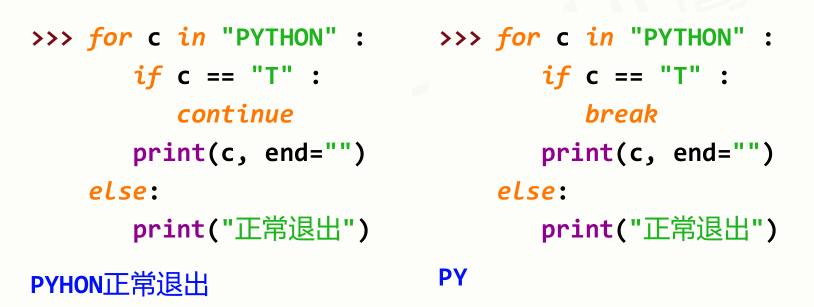 >>> for c in "PYTHON" :
if c == "T" :
continue
print(c, end="")
else:
print("正常退出")
PYHON正常退出
>>> for c in "PYTHON" :
if c == "T" :
break
print(c, end="")
else:
print("正常退出")
PY